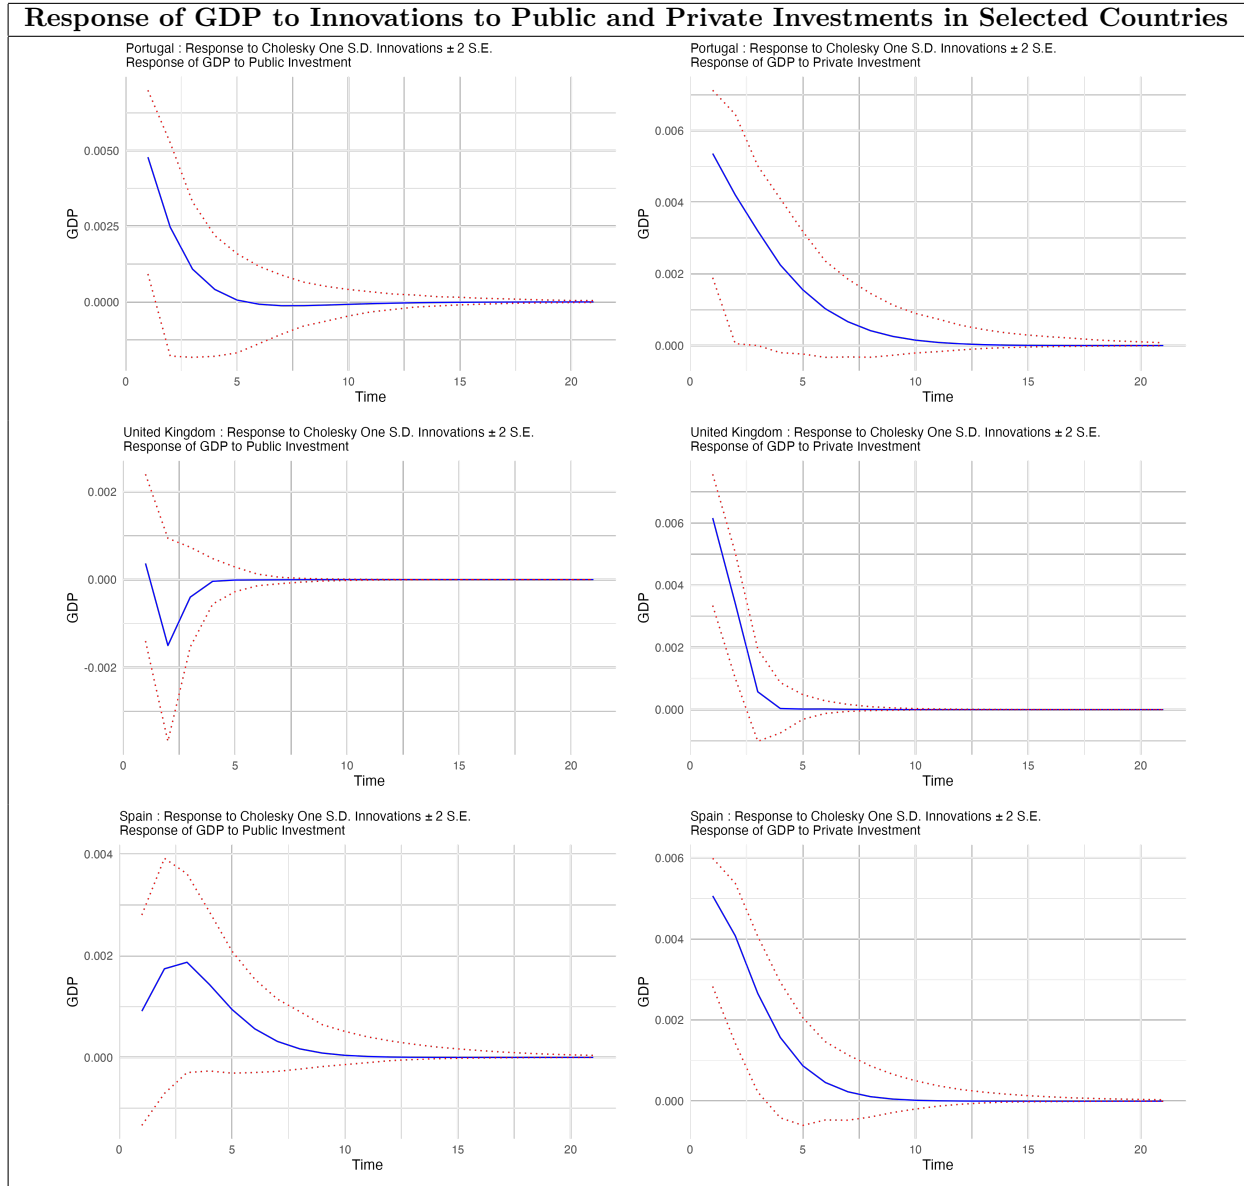 Response of GDP to Innovations to Public and Private Investments in Selected Countries
Portugal : Response to Cholesky One S.D. Innovations ± 2 S.E.
Response of GDP to Public Investment
0.0050
0.0025
0.0000
GDP
0 5 10 15 20
Time
Portugal : Response to Cholesky One S.D. Innovations ± 2 S.E.
Response of GDP to Private Investment
0.006
0.004
0.002
0.000
GDP
0 5 10 15 20
Time
United Kingdom : Response to Cholesky One S.D. Innovations ± 2 S.E.
Response of GDP to Public Investment
0.002
0.000
-0.002
GDP
0 5 10 15 20
Time
United Kingdom : Response to Cholesky One S.D. Innovations ± 2 S.E.
Response of GDP to Private Investment
0.006
0.004
0.002
0.000
GDP
0 5 10 15 20
Time
Spain : Response to Cholesky One S.D. Innovations ± 2 S.E.
Response of GDP to Public Investment
0.004
0.002
0.000
GDP
0 5 10 15 20
Time
Spain : Response to Cholesky One S.D. Innovations ± 2 S.E.
Response of GDP to Private Investment
0.006
0.004
0.002
0.000
GDP
0 5 10 15 20
Time